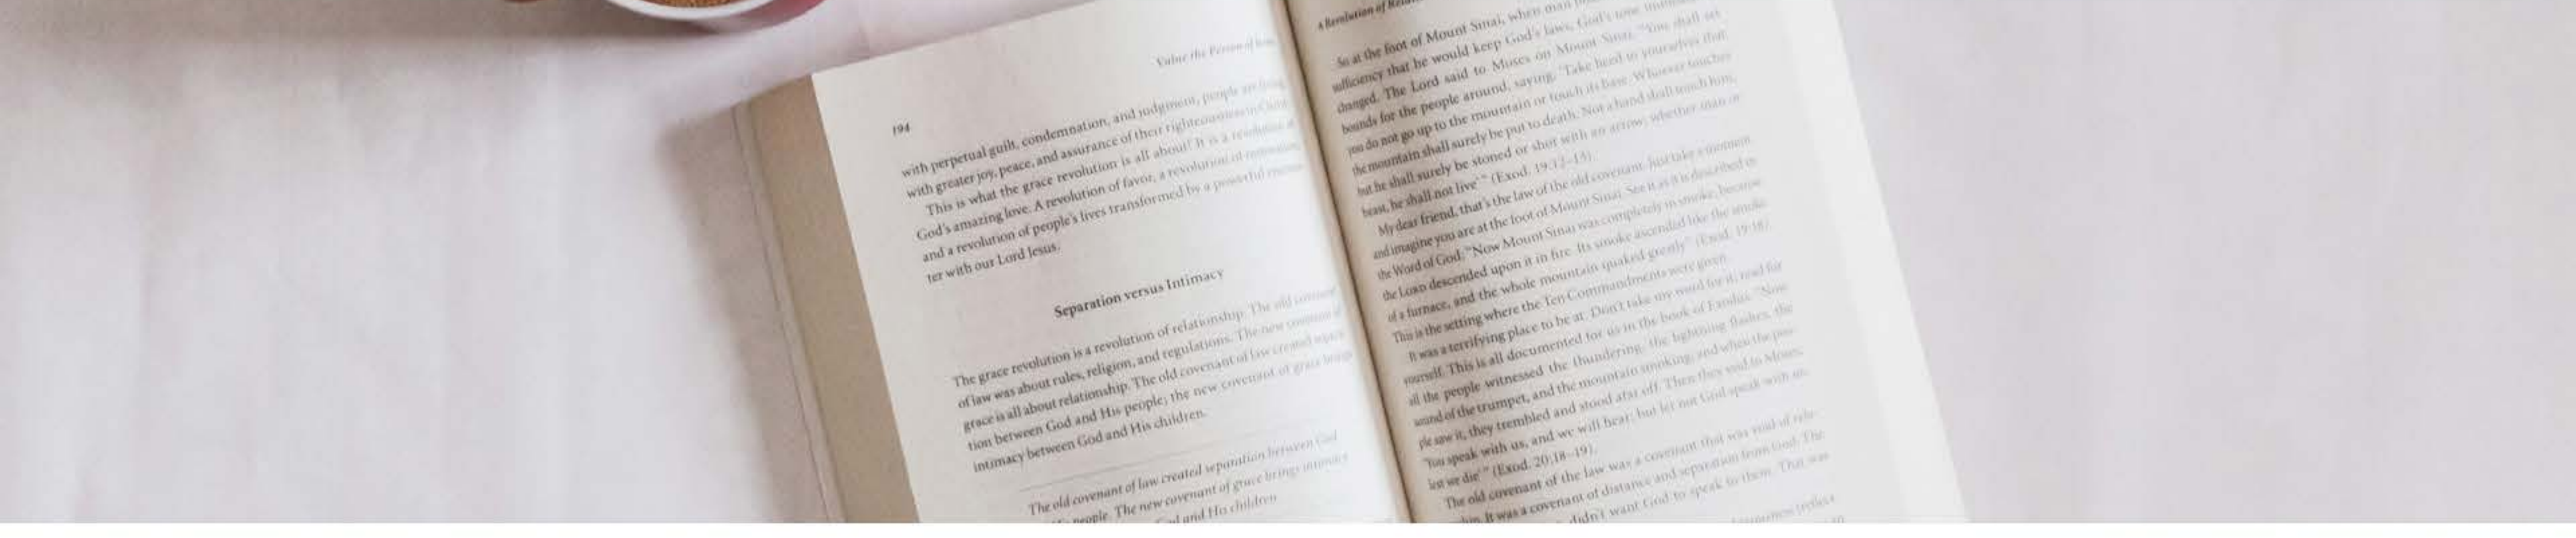 194
Value the Person of
with perpetual guilt, condemnation, and judgment, people are living
with greater joy, peace, and assurance of their righteousness in Christ
This is what the grace revolution is all about! It is a revolution of
God's amazing love. A revolution of favor, a revolution of restoration
and a revolution of people's lives transformed by a powerful
ter with our Lord Jesus.
Separation versus Intimacy
The grace revolution is a revolution of relationship. The old covenant
of law was about rules, religion, and regulations. The new covenant of
grace is all about relationship. The old covenant of law created separa-
tion between God and His people; the new covenant of grace brings
intimacy between God and His children.
The old covenant of law created separation between God
people. The new covenant of grace brings intimacy
and His children
A Revolution of
So at the foot of Mount Sinai, when man
sufficiency that he would keep God's laws, God's tone
changed. The Lord said to Moses on Mount Sinai, "You shall set
bounds for the people around, saying, 'Take heed to yourselves that
you do not go up to the mountain or touch its base. Whoever touches
the mountain shall surely be put to death. Not a hand shall touch him,
but he shall surely be stoned or shot with an arrow; whether man or
beast, he shall not live'" (Exod. 19:12–13).
My dear friend, that's the law of the old covenant. Just take a moment
and imagine you are at the foot of Mount Sinai. See it as it is described in
the Word of God: "Now Mount Sinai was completely in smoke, because
the LORD descended upon it in fire. Its smoke ascended like the smoke
of a furnace, and the whole mountain quaked greatly" (Exod. 19:18).
This is the setting where the Ten Commandments were given.
It was a terrifying place to be at. Don't take my word for it; read for
yourself. This is all documented for us in the book of Exodus: "Now
all the people witnessed the thundering, the lightning flashes, the
sound of the trumpet, and the mountain smoking; and when the peo-
ple saw it, they trembled and stood afar off. Then they said to Moses,
'You speak with us, and we will hear; but let not God speak with us,
lest we die'" (Exod. 20:18–19).
The old covenant of the law was a covenant that was void of rela-
It was a covenant of distance and separation from God. The
didn't want God to speak to them. That was